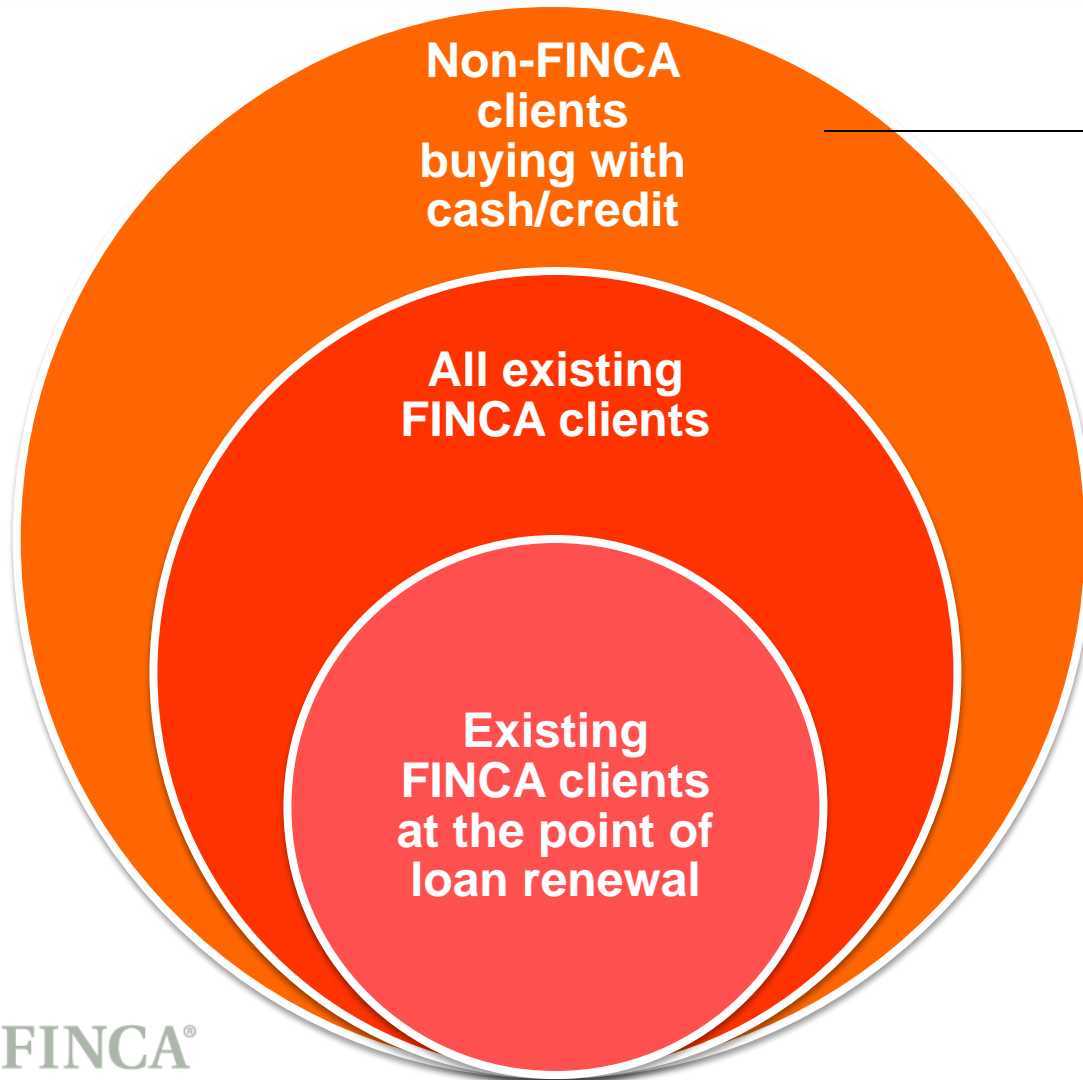 Non-FINCA
clients
buying with
cash/credit
All existing
FINCA clients
Existing
FINCA clients
at the point of
loan renewal
FINCA®